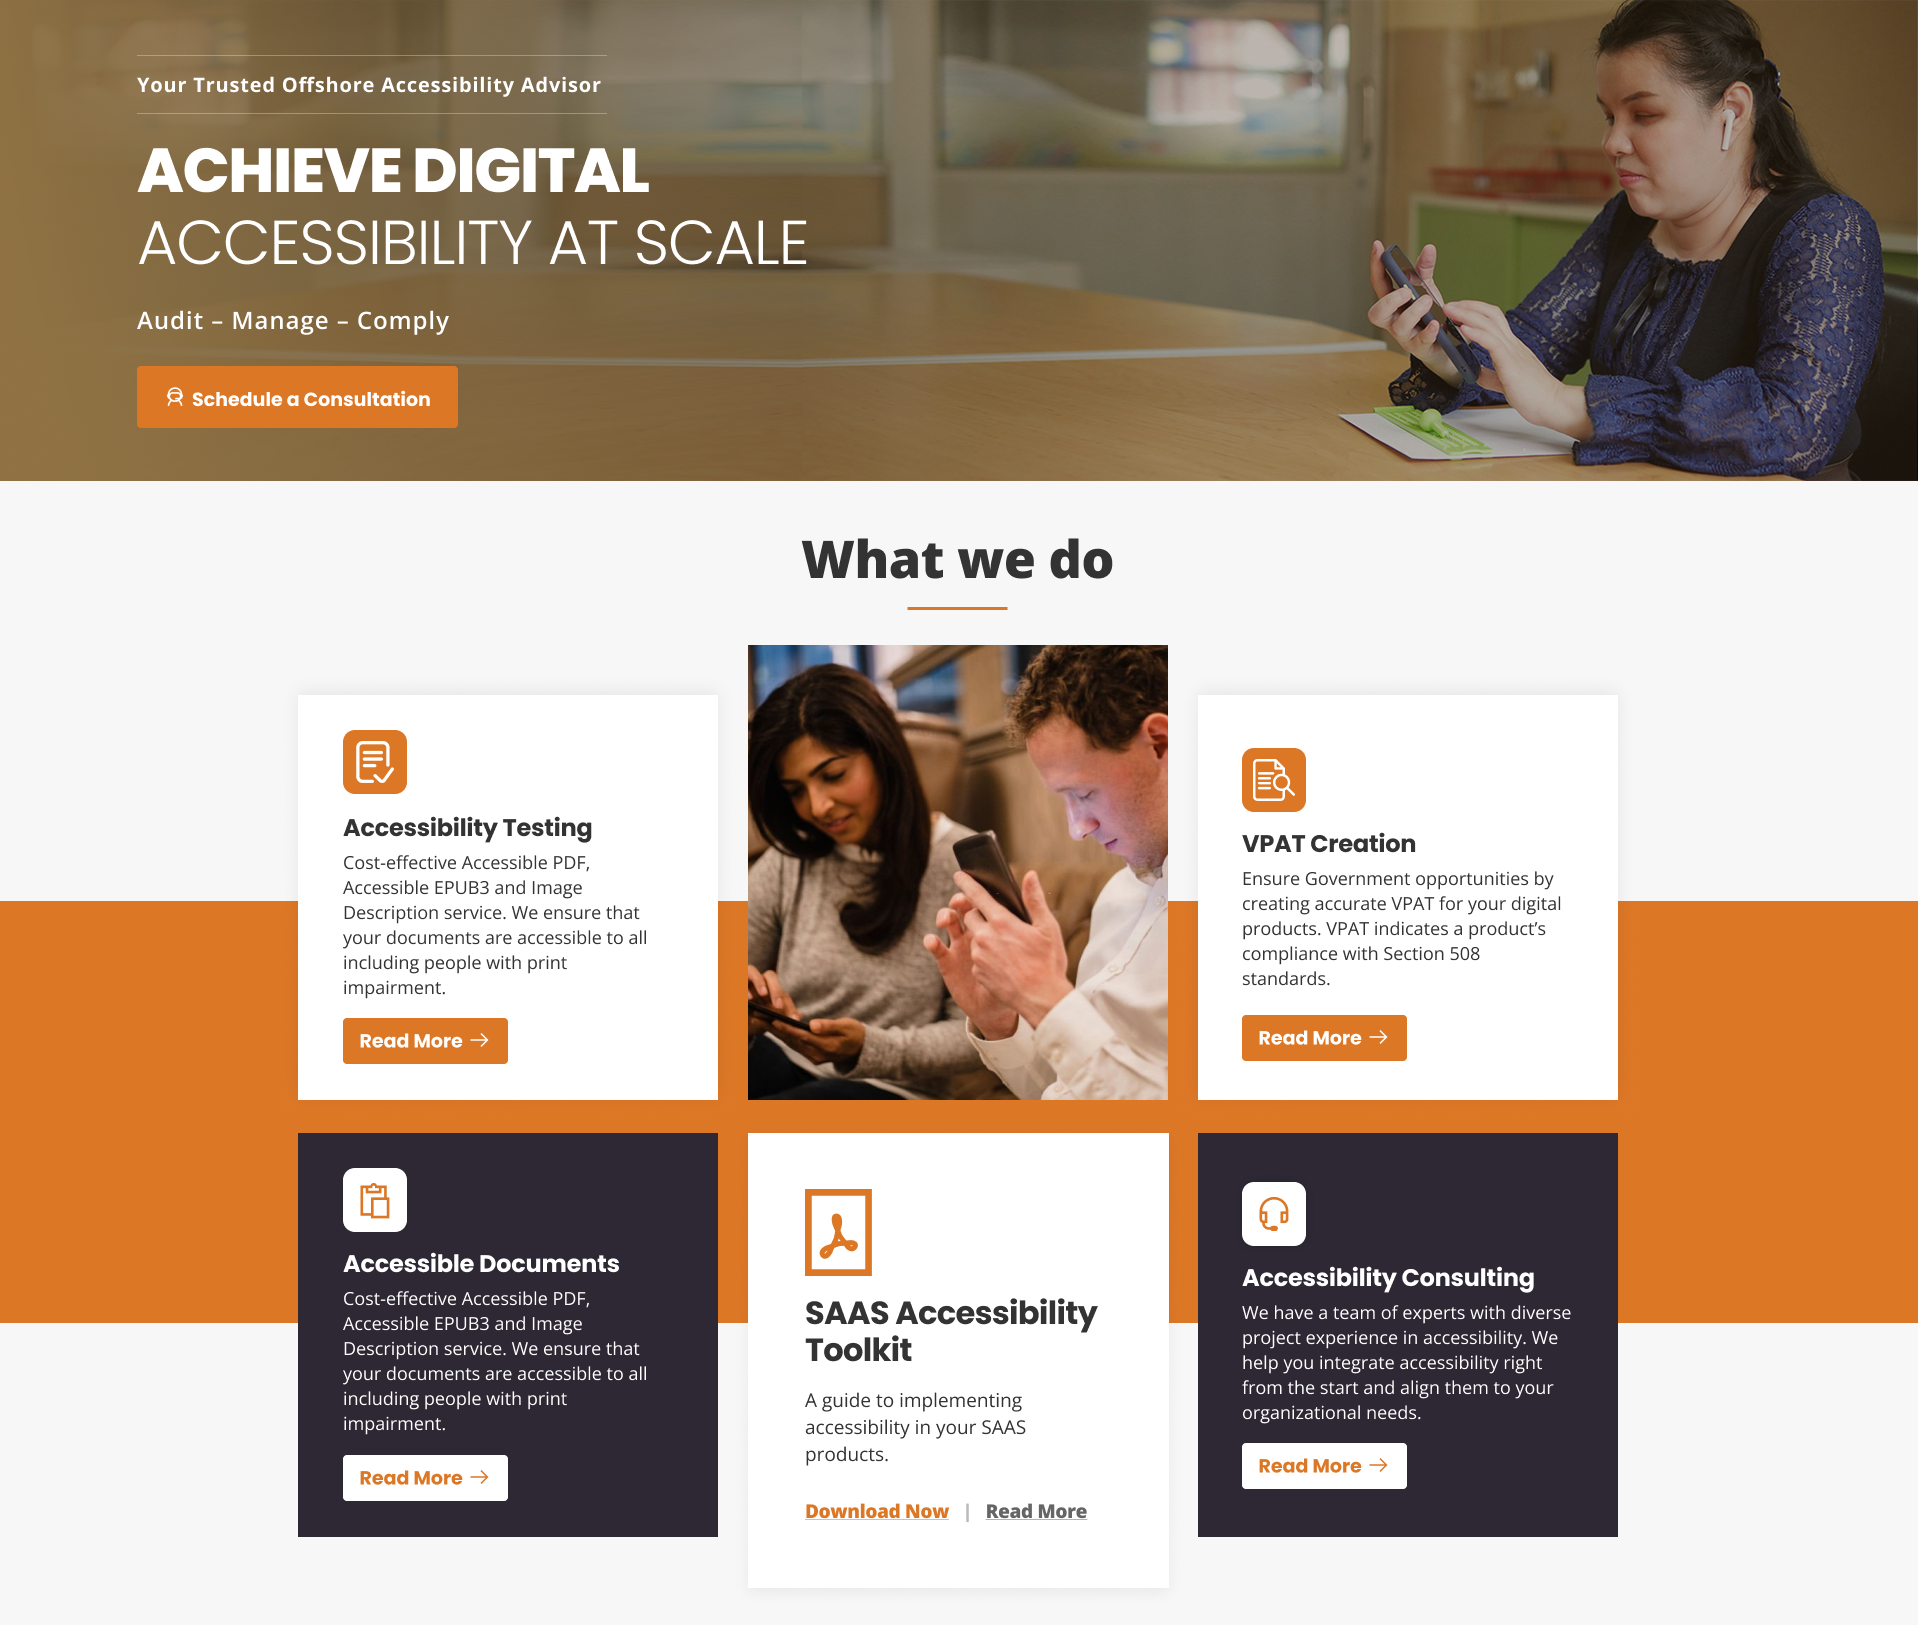 Your Trusted Offshore Accessibility Advisor
ACHIEVE DIGITAL
ACCESSIBILITY AT SCALE
Audit – Manage – Comply
Schedule a Consultation
What we do
Accessibility Testing
Cost-effective Accessible PDF,
Accessible EPUB3 and Image
Description service. We ensure that
your documents are accessible to all
including people with print
impairment.
Read More
VPAT Creation
Ensure Government opportunities by
creating accurate VPAT for your digital
products. VPAT indicates a product’s
compliance with Section 508
standards.
Read More
Accessible Documents
Cost-effective Accessible PDF,
Accessible EPUB3 and Image
Description service. We ensure that
your documents are accessible to all
including people with print
impairment.
Read More
SAAS Accessibility
Toolkit
A guide to implementing
accessibility in your SAAS
products.
Download Now | Read More
Accessibility Consulting
We have a team of experts with diverse
project experience in accessibility. We
help you integrate accessibility right
from the start and align them to your
organizational needs.
Read More